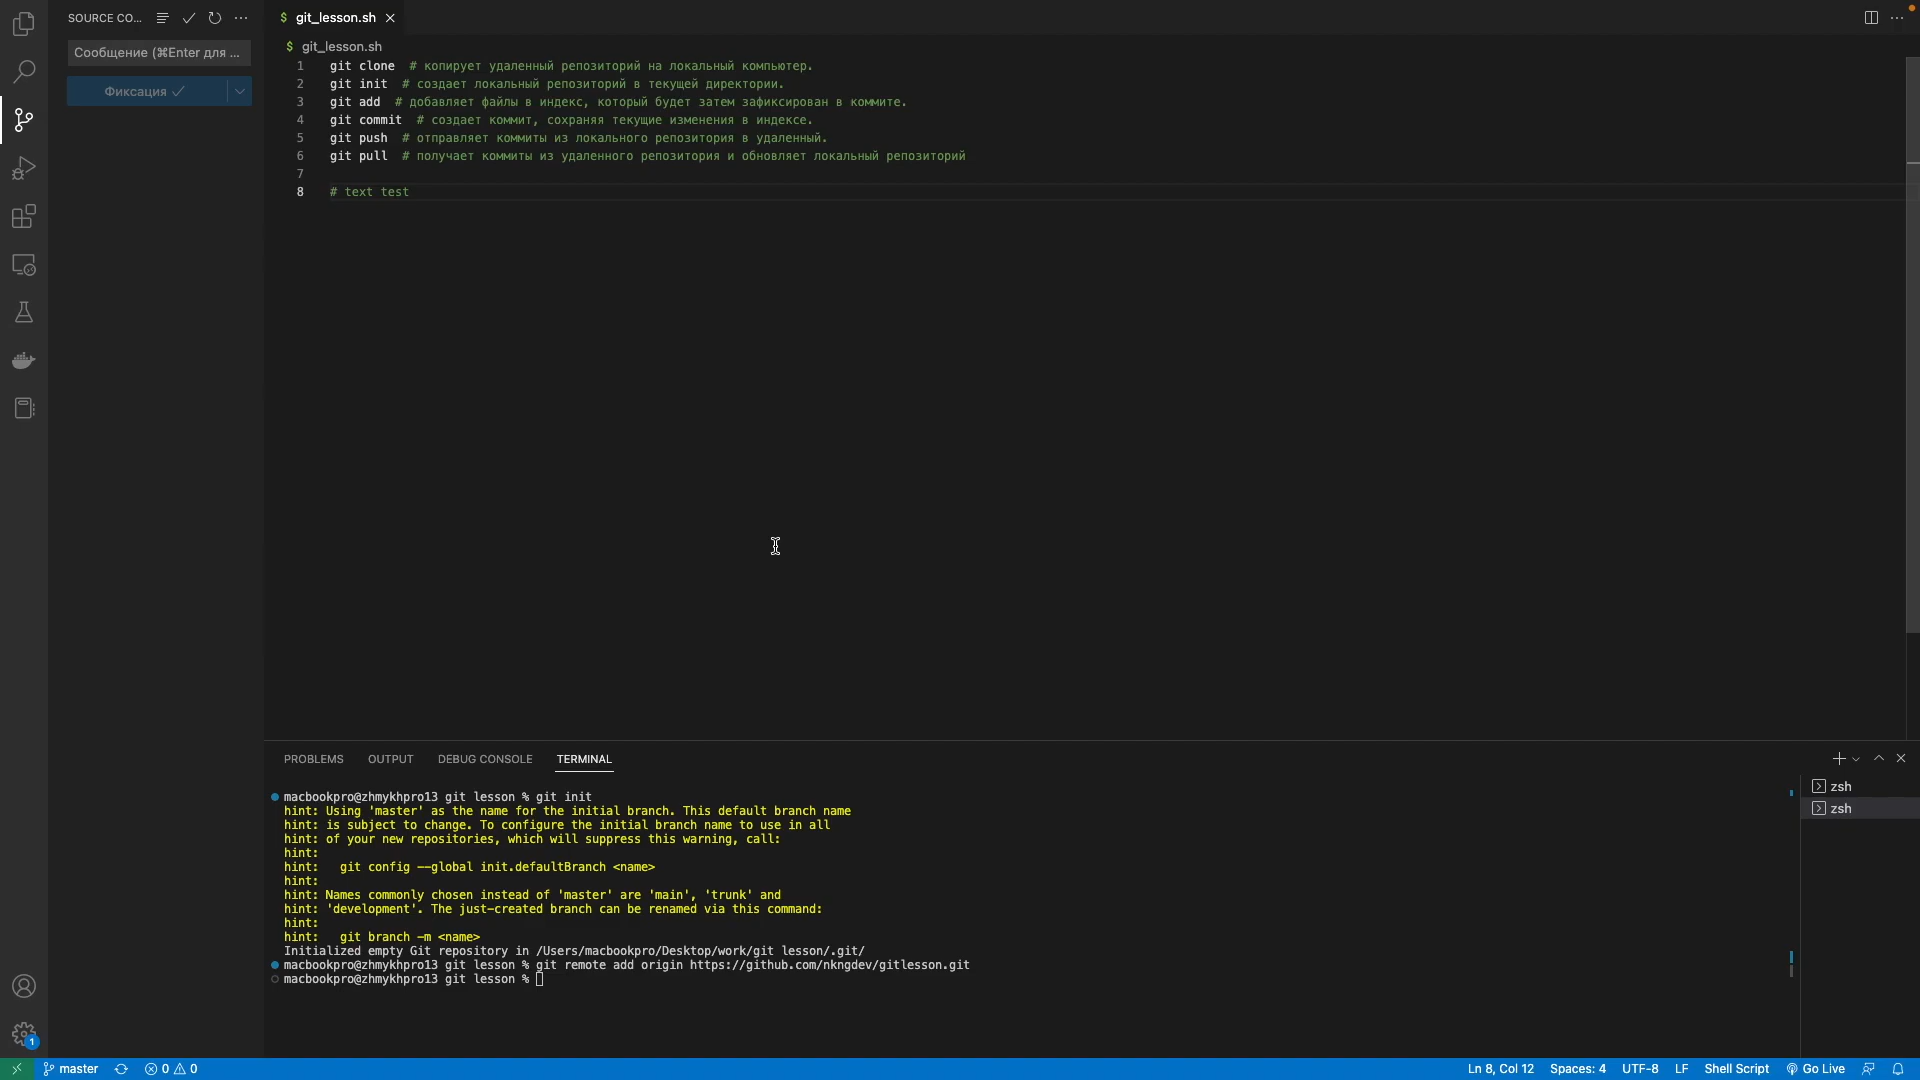 SOURCE CO...
Сообщение (⌘Enter для ...
Фиксация
$ git_lesson.sh
$ git_lesson.sh
1 git clone # копирует удаленный репозиторий на локальный компьютер.
2 git init # создает локальный репозиторий в текущей директории.
3 git add # добавляет файлы в индекс, который будет затем зафиксирован в коммите.
4 git commit # создает коммит, сохраняя текущие изменения в индексе.
5 git push # отправляет коммиты из локального репозитория в удаленный.
6 git pull # получает коммиты из удаленного репозитория и обновляет локальный репозиторий
7
8 # text test
PROBLEMS OUTPUT DEBUG CONSOLE TERMINAL
macbookpro@zhmykhpro13 git lesson % git init
hint: Using 'master' as the name for the initial branch. This default branch name
hint: is subject to change. To configure the initial branch name to use in all
hint: of your new repositories, which will suppress this warning, call:
hint:
hint: git config --global init.defaultBranch <name>
hint:
hint: Names commonly chosen instead of 'master' are 'main', 'trunk' and
hint: 'development'. The just-created branch can be renamed via this command:
hint:
hint: git branch -m <name>
Initialized empty Git repository in /Users/macbookpro/Desktop/work/git lesson/.git/
macbookpro@zhmykhpro13 git lesson % git remote add origin https://github.com/nkngdev/gitlesson.git
macbookpro@zhmykhpro13 git lesson %
zsh
zsh
1
master 0 0 Ln 8, Col 12 Spaces: 4 UTF-8 LF Shell Script Go Live